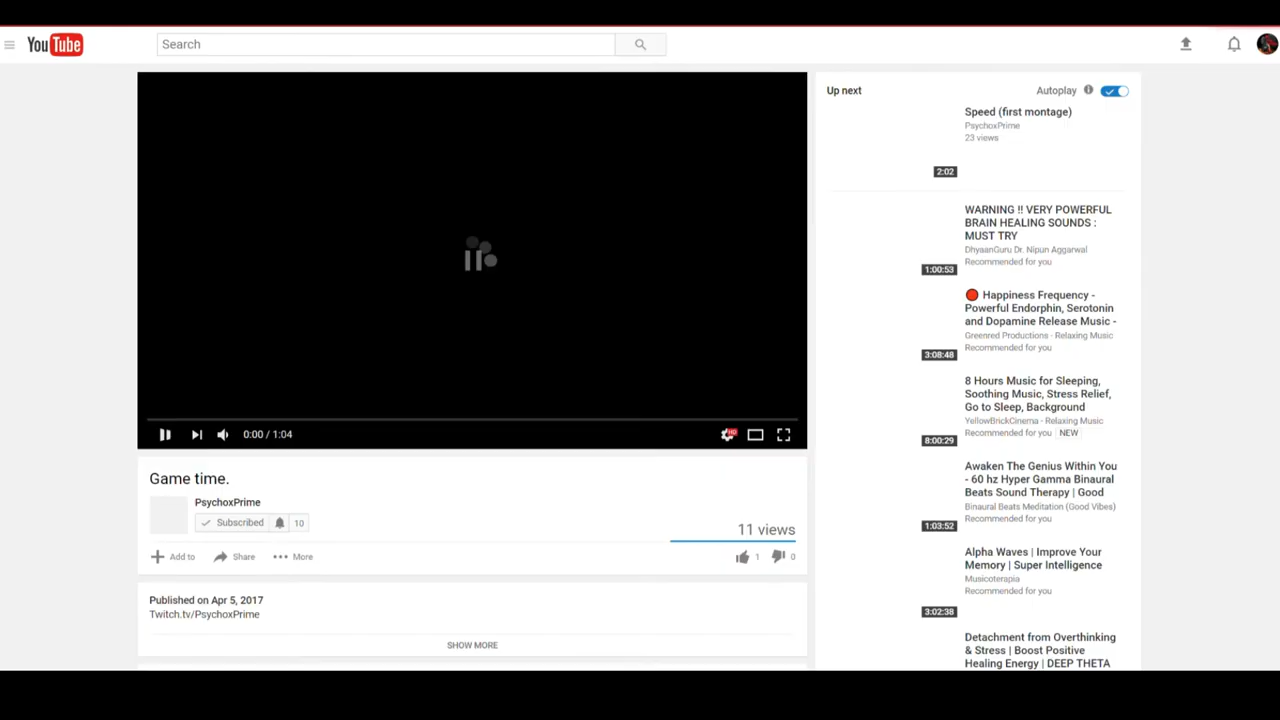 YouTube
Search
0:00 / 1:04
HD
Game time.
PsychoxPrime
Subscribed 10
11 views
Add to Share More
1 0
Published on Apr 5, 2017
Twitch.tv/PsychoxPrime
SHOW MORE
Up next
Autoplay
Speed (first montage)
PsychoxPrime
23 views
2:02
WARNING !! VERY POWERFUL
BRAIN HEALING SOUNDS :
MUST TRY
DhyaanGuru Dr. Nipun Aggarwal
Recommended for you
1:00:53
Happiness Frequency -
Powerful Endorphin, Serotonin
and Dopamine Release Music -
Greenred Productions - Relaxing Music
Recommended for you
3:08:48
8 Hours Music for Sleeping,
Soothing Music, Stress Relief,
Go to Sleep, Background
YellowBrickCinema - Relaxing Music
Recommended for you NEW
8:00:29
Awaken The Genius Within You
- 60 hz Hyper Gamma Binaural
Beats Sound Therapy | Good
Binaural Beats Meditation (Good Vibes)
Recommended for you
1:03:52
Alpha Waves | Improve Your
Memory | Super Intelligence
Musicoterapia
Recommended for you
3:02:38
Detachment from Overthinking
& Stress | Boost Positive
Healing Energy | DEEP THETA